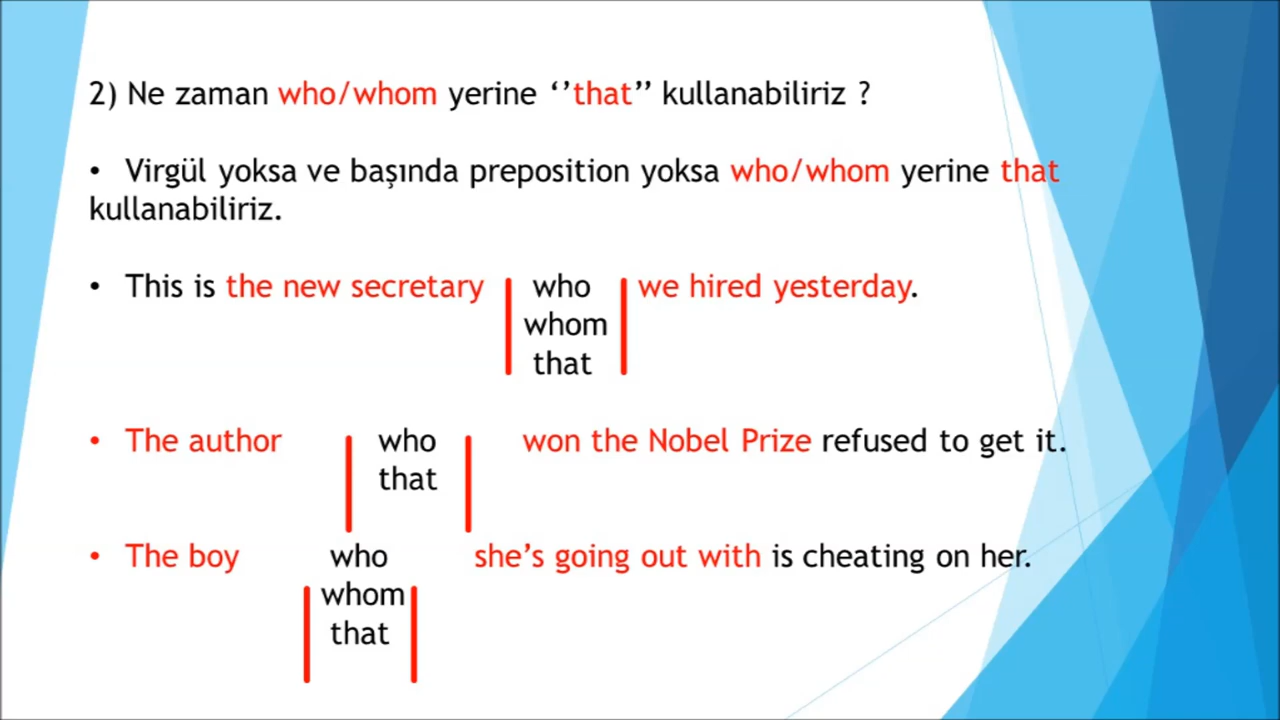 2) Ne zaman who/whom yerine ‘’that’’ kullanabiliriz ?
• Virgül yoksa ve başında preposition yoksa who/whom yerine that
kullanabiliriz.
• This is the new secretary who we hired yesterday.
whom
that
• The author who won the Nobel Prize refused to get it.
that
• The boy who she’s going out with is cheating on her.
whom
that